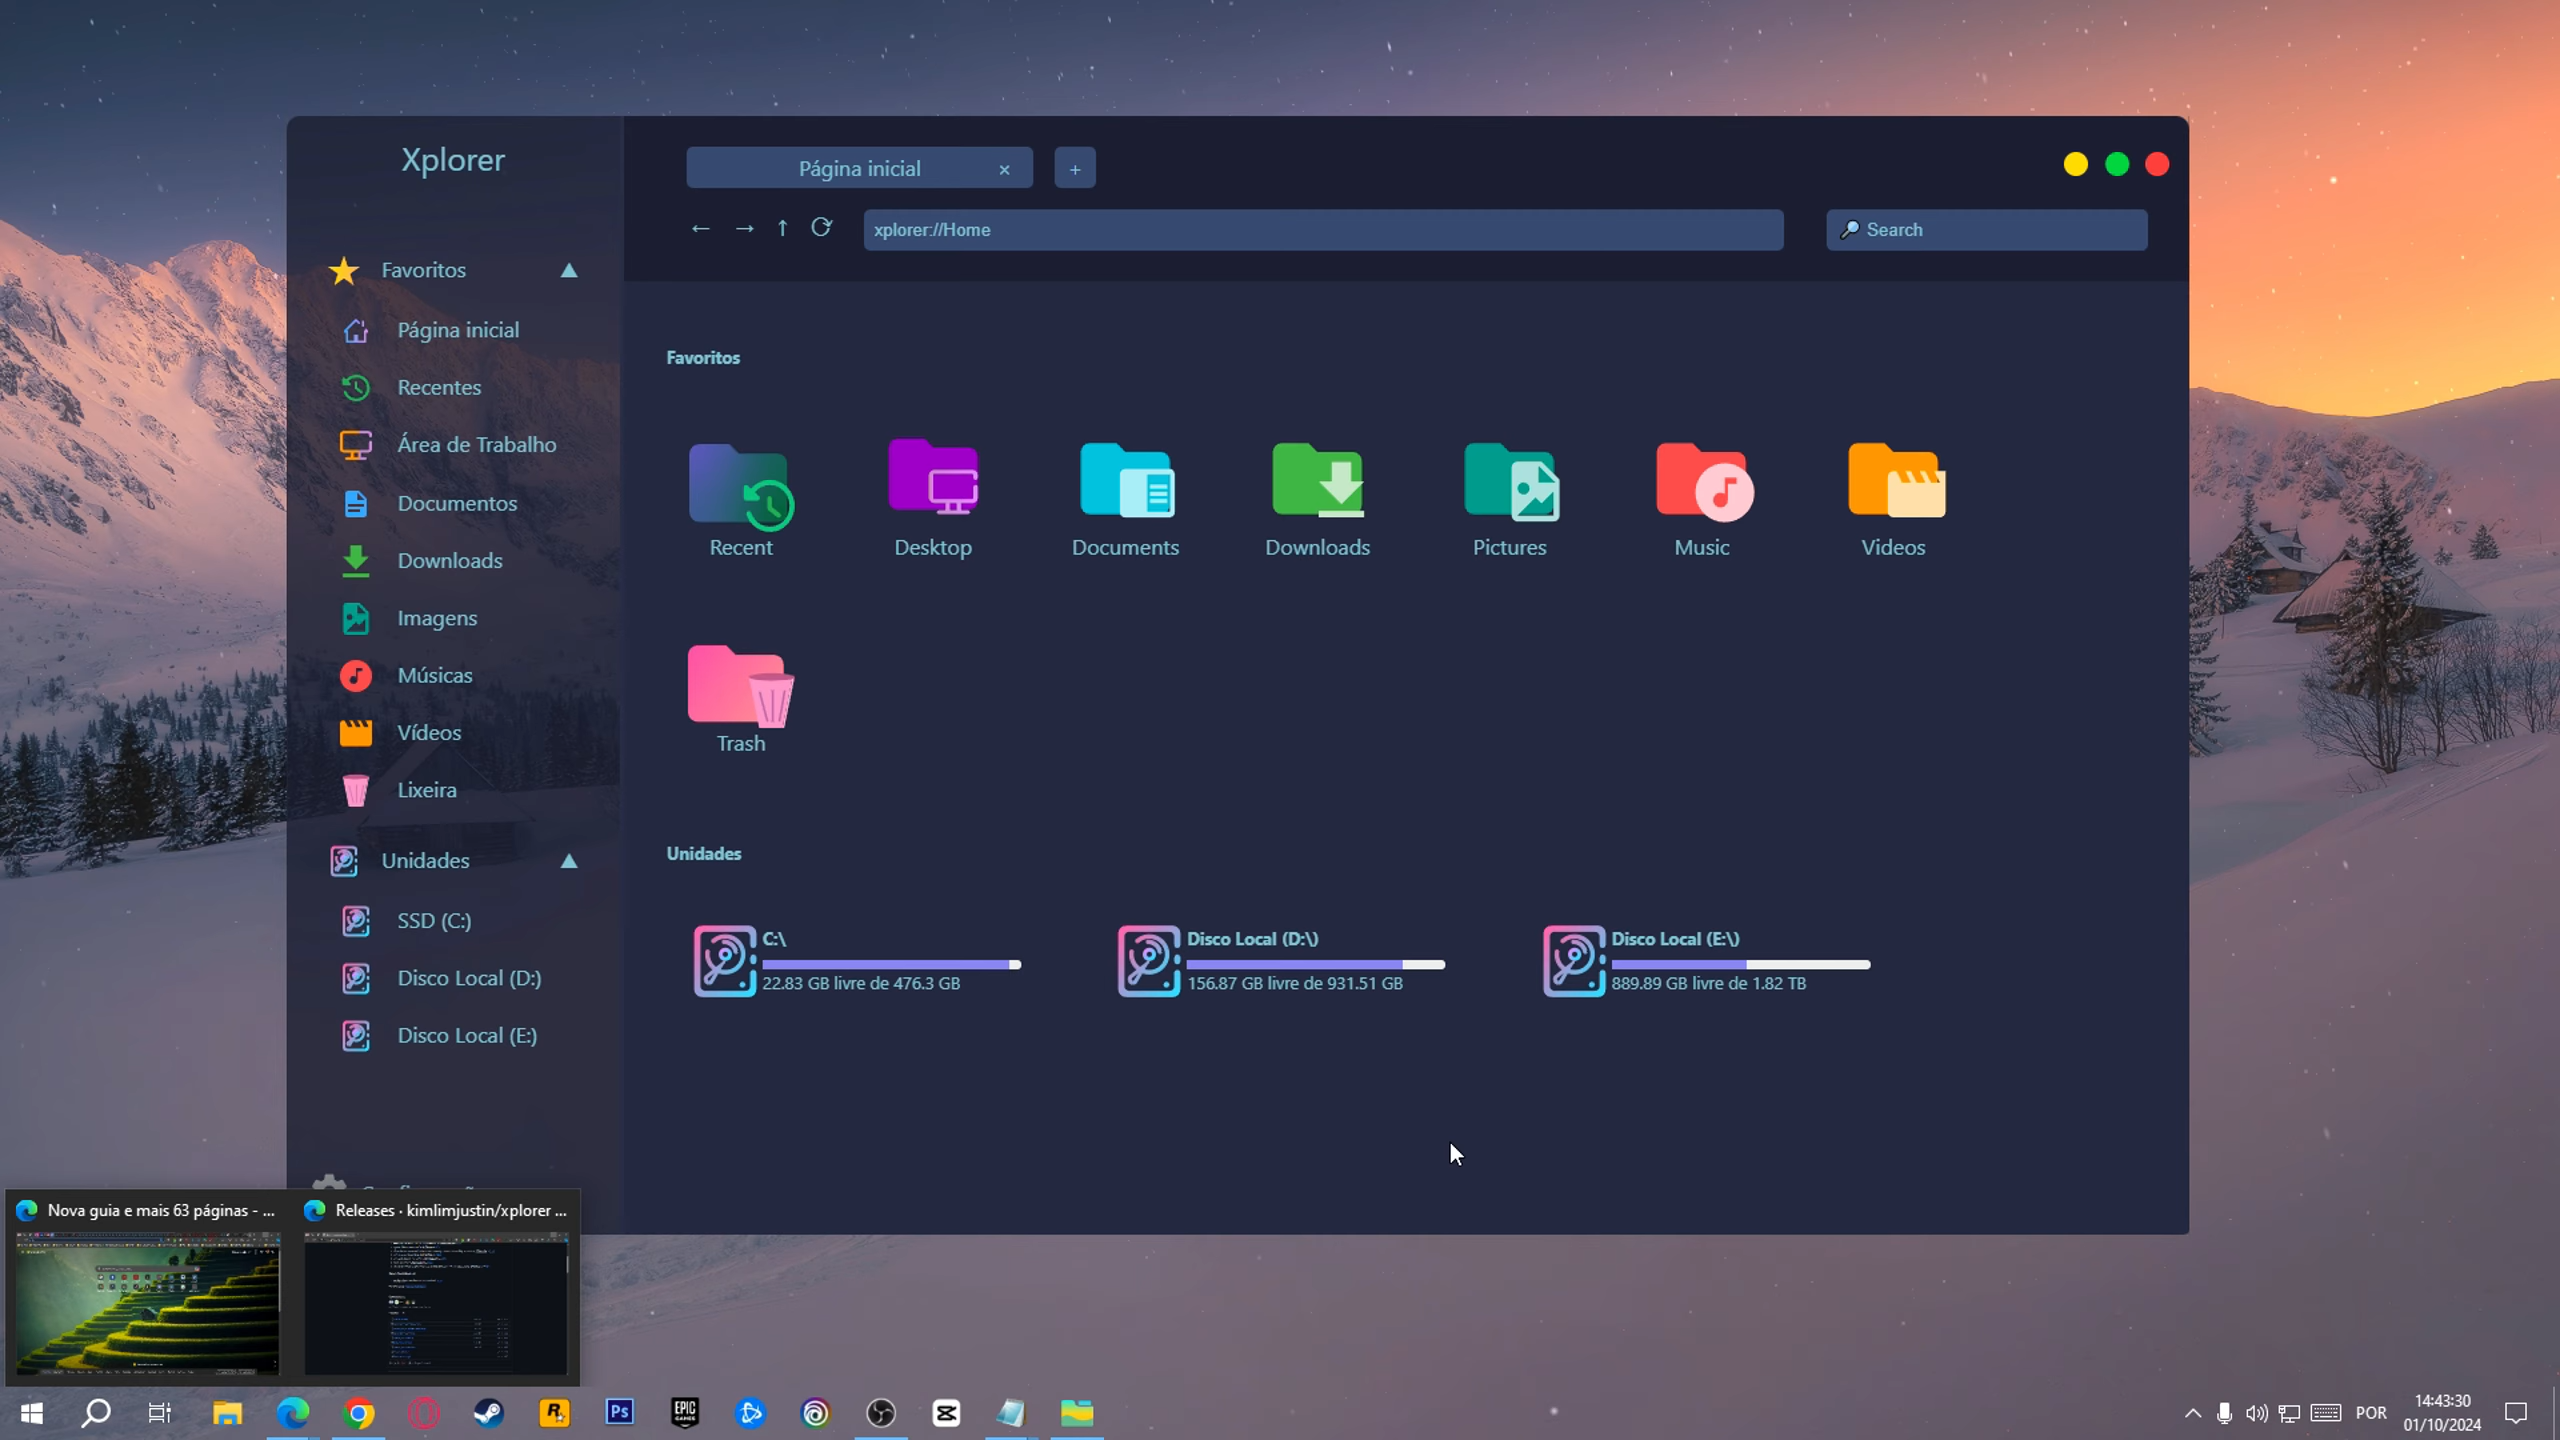 Xplorer
Favoritos
Página inicial
Recentes
Área de Trabalho
Documentos
Downloads
Imagens
Músicas
Vídeos
Lixeira
Unidades
SSD (C:)
Disco Local (D:)
Disco Local (E:)
Página inicial
xplorer://Home
Search
Favoritos
Recent
Desktop
Documents
Downloads
Pictures
Music
Videos
Trash
Unidades
C:\
22.83 GB livre de 476.3 GB
Disco Local (D:\)
156.87 GB livre de 931.51 GB
Disco Local (E:\)
889.89 GB livre de 1.82 TB
Nova guia e mais 63 páginas - ...
Releases · kimlimjustin/xplorer ...
Ps
EPIC
GAMES
POR
14:43:30
01/10/2024